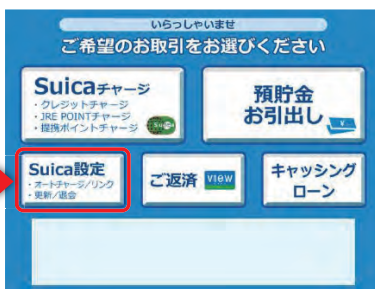 いらっしゃいませ
ご希望のお取引をお選びください
Suicaチャージ
・クレジットチャージ
・JRE POINTチャージ
・提携ポイントチャージ
預貯金
お引出し
Suica設定
・オートチャージ/リンク
・更新/退会
ご返済 VIEW
キャッシング
ローン